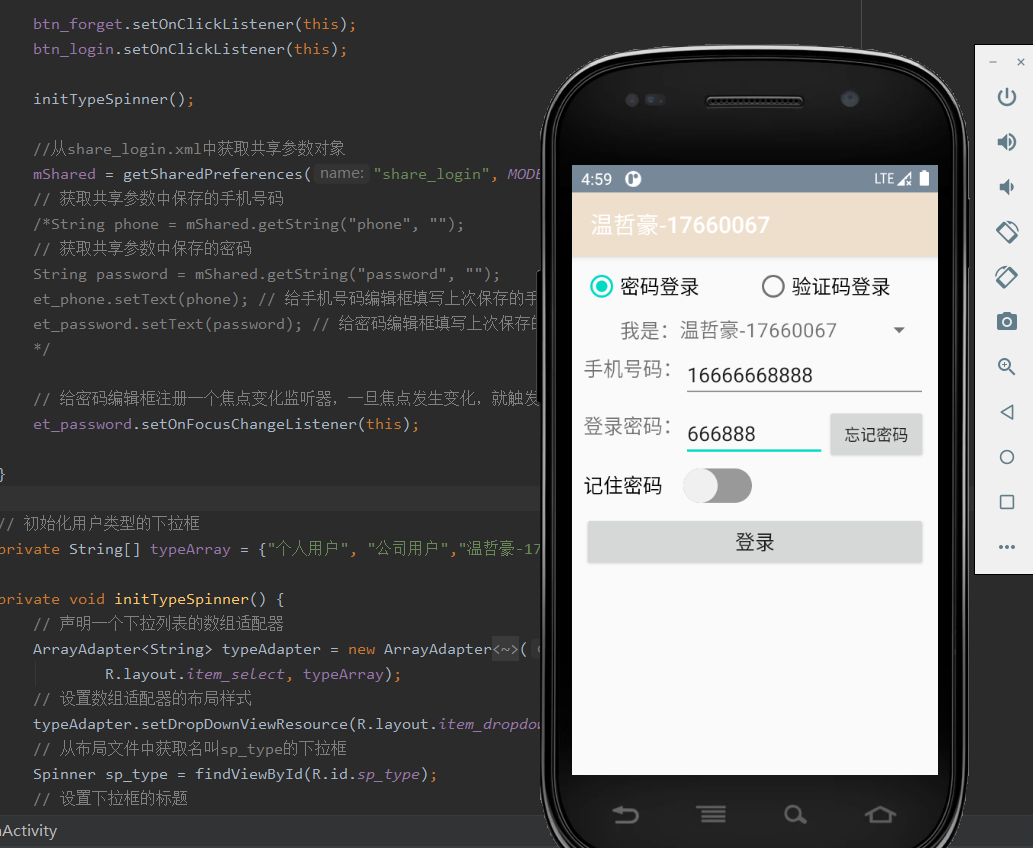 btn_forget.setOnClickListener(this);
btn_login.setOnClickListener(this);
initTypeSpinner();
//从share_login.xml中获取共享参数对象
mShared = getSharedPreferences( name: "share_login", MODE
// 获取共享参数中保存的手机号码
/*String phone = mShared.getString("phone", "");
// 获取共享参数中保存的密码
String password = mShared.getString("password", "");
et_phone.setText(phone); // 给手机号码编辑框填写上次保存的手
et_password.setText(password); // 给密码编辑框填写上次保存的
*/
// 给密码编辑框注册一个焦点变化监听器，一旦焦点发生变化，就触发
et_password.setOnFocusChangeListener(this);
}
// 初始化用户类型的下拉框
private String[] typeArray = {"个人用户", "公司用户","温哲豪-17
private void initTypeSpinner() {
// 声明一个下拉列表的数组适配器
ArrayAdapter<String> typeAdapter = new ArrayAdapter<~>(
R.layout.item_select, typeArray);
// 设置数组适配器的布局样式
typeAdapter.setDropDownViewResource(R.layout.item_dropdow
// 从布局文件中获取名叫sp_type的下拉框
Spinner sp_type = findViewById(R.id.sp_type);
// 设置下拉框的标题
nActivity
4:59
LTE
温哲豪-17660067
密码登录
验证码登录
我是：温哲豪-17660067
手机号码：
16666668888
登录密码：
666888
忘记密码
记住密码
登录